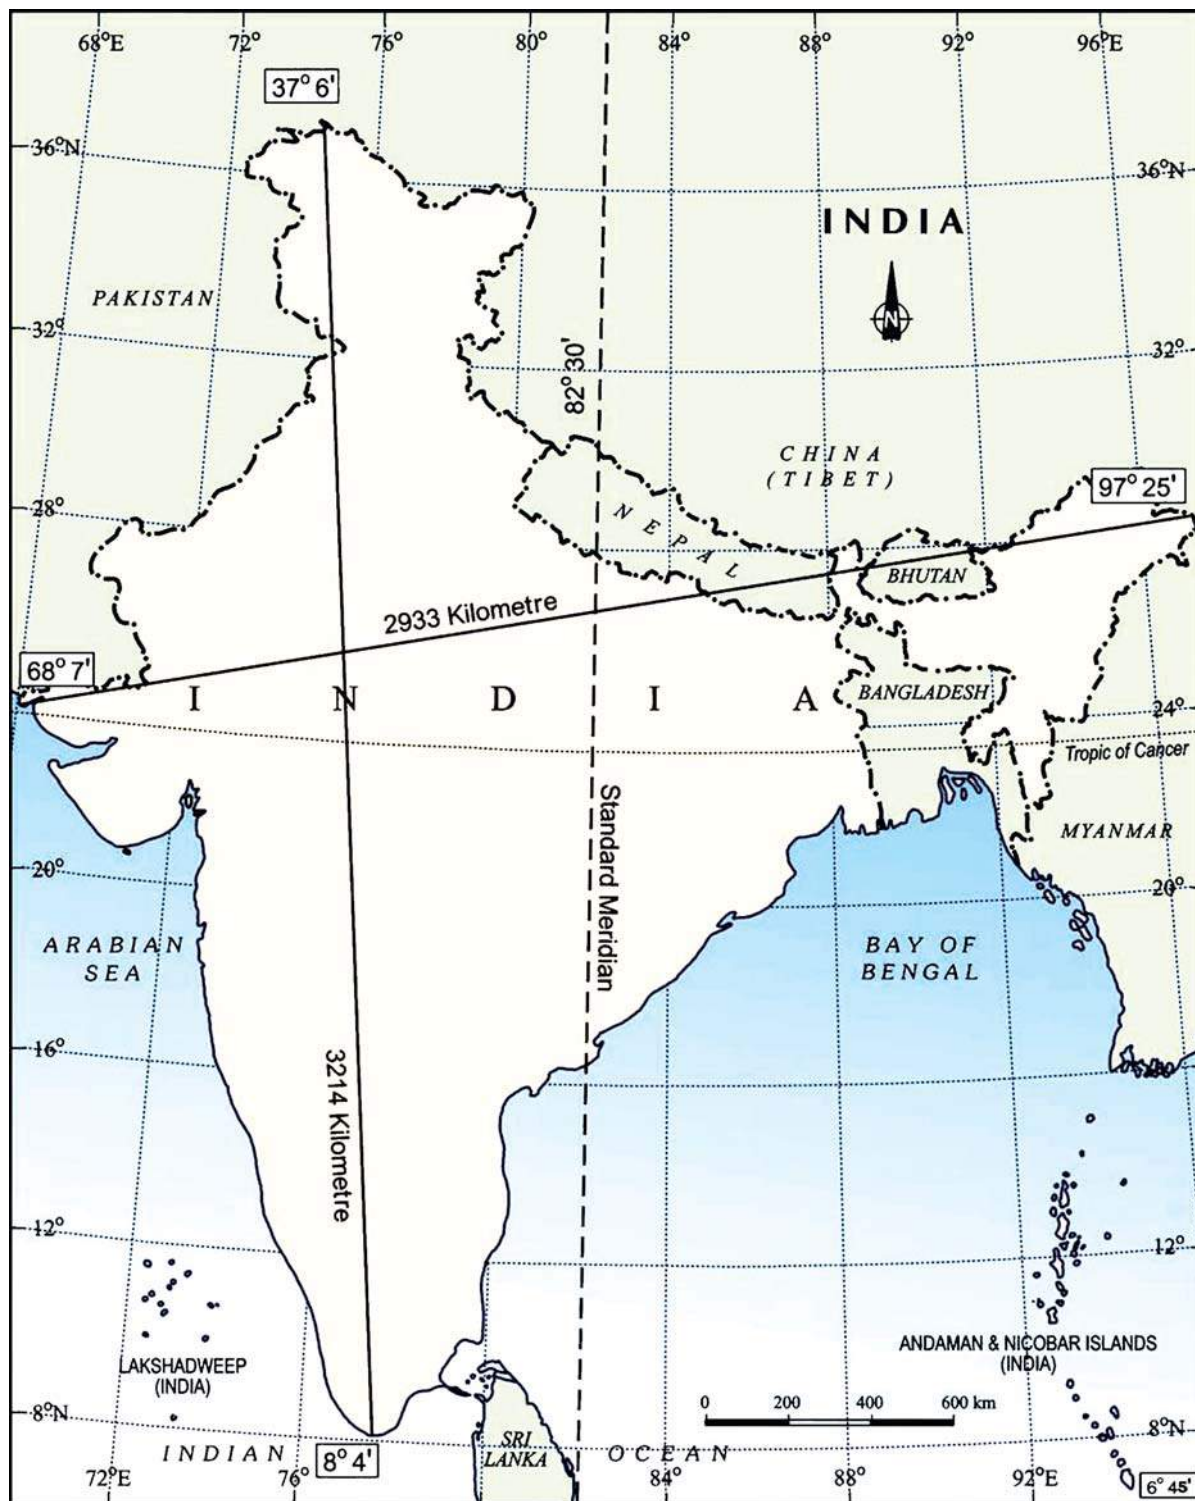 68°E
72°
76°
80°
84°
88°
92°
96°E
37° 6'
36°N
36°N
INDIA
N
PAKISTAN
32°
32°
82° 30'
CHINA
(TIBET)
97° 25'
28°
NEPAL
BHUTAN
2933 Kilometre
68° 7'
INDIA
BANGLADESH
24°
Tropic of Cancer
Standard Meridian
MYANMAR
20°
20°
ARABIAN
SEA
BAY OF
BENGAL
16°
3214 Kilometre
12°
12°
LAKSHADWEEP
(INDIA)
ANDAMAN & NICOBAR ISLANDS
(INDIA)
0 200 400 600 km
8°N
8°N
INDIAN OCEAN
8° 4'
SRI
LANKA
72°E
76°
84°
88°
92°E
6° 45'